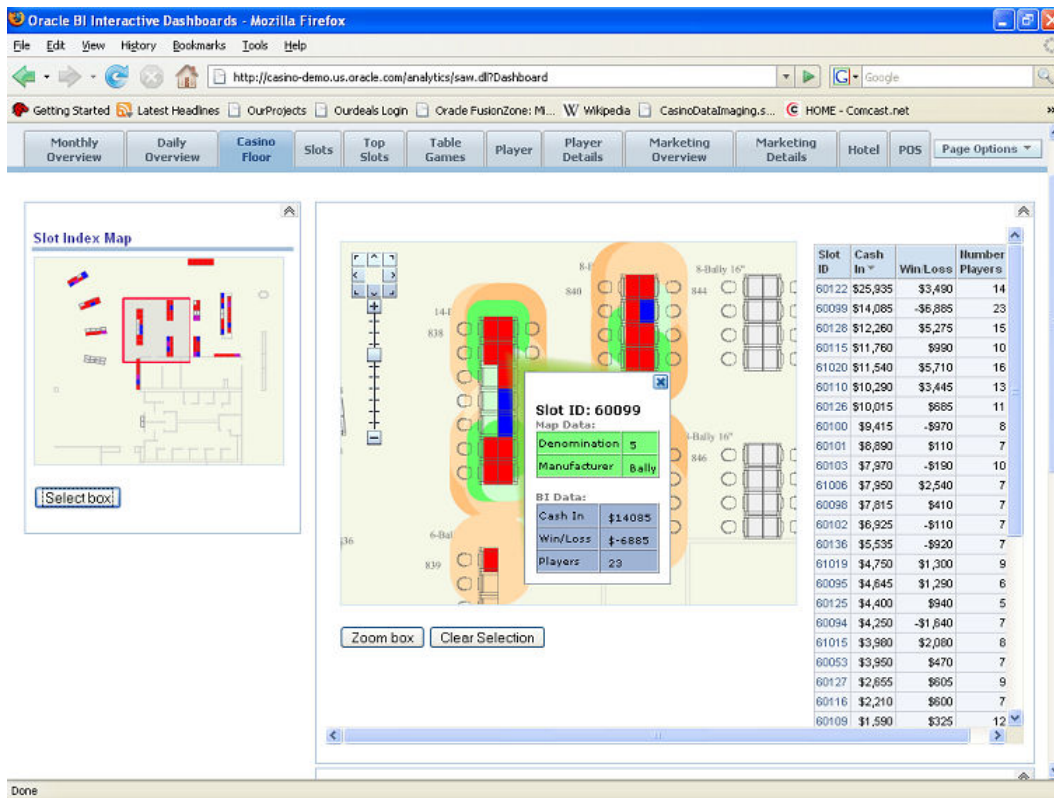 Oracle BI Interactive Dashboards - Mozilla Firefox
File Edit View History Bookmarks Tools Help
http://casino-demo.us.oracle.com/analytics/saw.dll?Dashboard
Google
Getting Started Latest Headlines OurProjects Ourdeals Login Oracle FusionZone: Mi... Wikipedia CasinoDataImaging.s... HOME - Comcast.net
Monthly Overview
Daily Overview
Casino Floor
Slots
Top Slots
Table Games
Player
Player Details
Marketing Overview
Marketing Details
Hotel
POS
Page Options
Slot Index Map
Select box
8-Bally 16"
840
844
838
846
839
6-Bal
-Bally 16"
Slot ID: 60099
Map Data:
Denomination 5
Manufacturer Bally
BI Data:
Cash In $14085
Win/Loss $-6885
Players 23
Zoom box Clear Selection
Slot ID Cash In Win/Loss Number Players
60122 $25,935 $3,490 14
60099 $14,085 -$6,885 23
60128 $12,260 $5,275 15
60115 $11,760 $990 10
61020 $11,540 $5,710 16
60110 $10,290 $3,445 13
60126 $10,015 $685 11
60100 $9,415 -$970 8
60101 $8,890 $110 7
60103 $7,970 -$190 10
61006 $7,950 $2,540 7
60098 $7,815 $410 7
60102 $6,925 -$110 7
60136 $5,535 -$920 7
61019 $4,750 $1,300 9
60095 $4,645 $1,290 6
60125 $4,400 $940 5
60094 $4,250 -$1,640 7
61015 $3,980 $2,080 8
60053 $3,950 $470 7
60127 $2,655 $605 9
60116 $2,210 $600 7
60109 $1,590 $325 12
Done